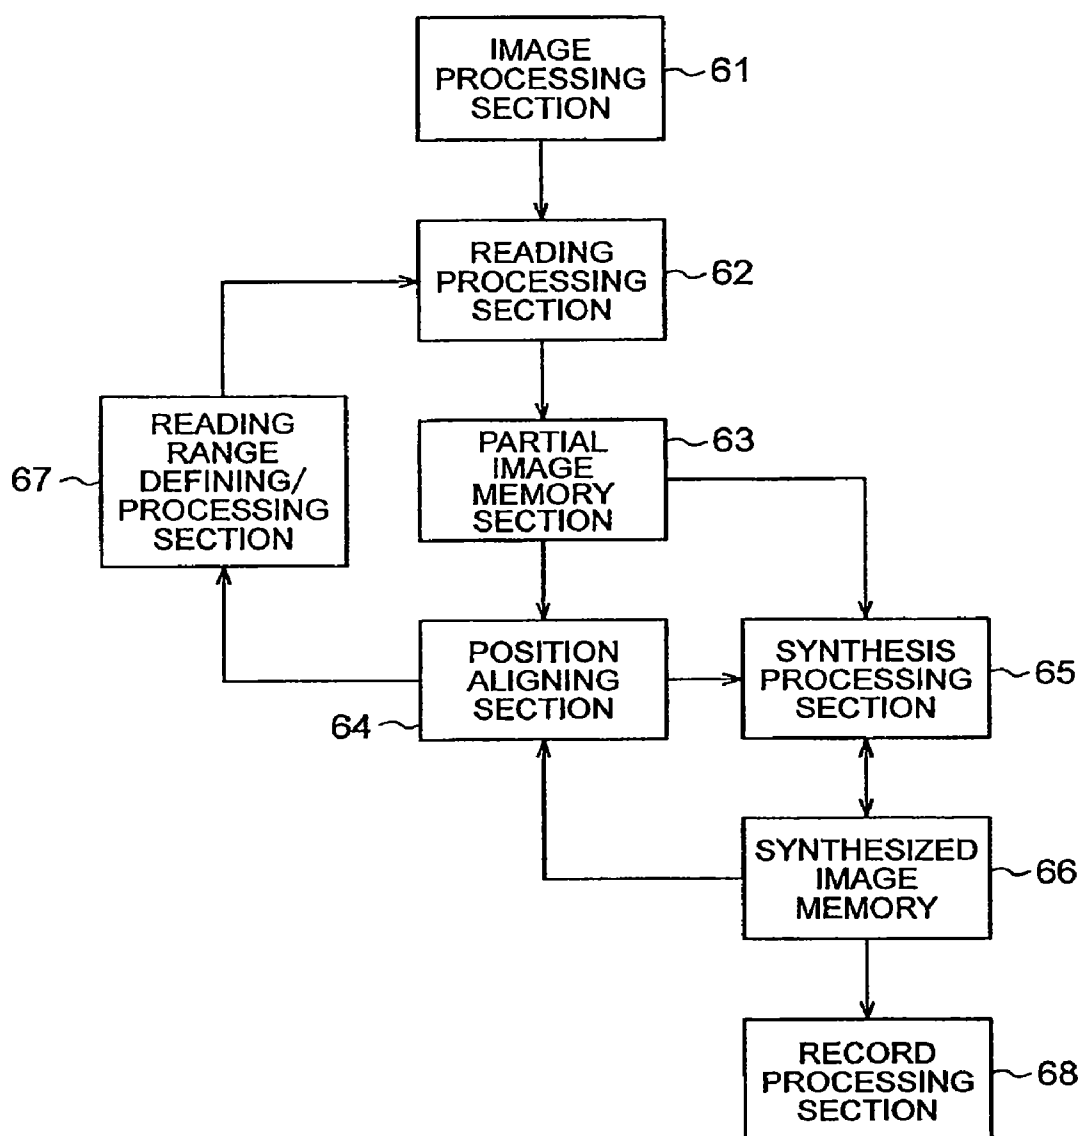 IMAGE
PROCESSING
SECTION
61
READING
PROCESSING
SECTION
62
READING
RANGE
DEFINING/
PROCESSING
SECTION
67
PARTIAL
IMAGE
MEMORY
SECTION
63
POSITION
ALIGNING
SECTION
64
SYNTHESIS
PROCESSING
SECTION
65
SYNTHESIZED
IMAGE
MEMORY
66
RECORD
PROCESSING
SECTION
68